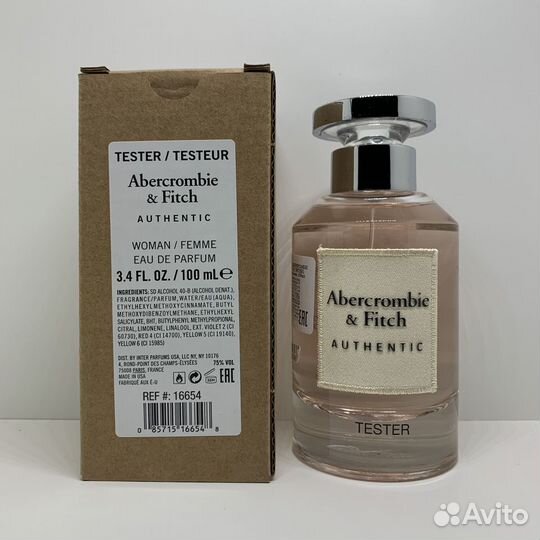 TESTER / TESTEUR
Abercrombie
& Fitch
AUTHENTIC
WOMAN / FEMME
EAU DE PARFUM
3.4 FL. OZ. / 100 mL ℮
INGREDIENTS: SD ALCOHOL 40-B (ALCOHOL DENAT.),
FRAGRANCE/PARFUM, WATER/EAU(AQUA),
ETHYLHEXYL METHOXYCINNAMATE, BUTYL
METHOXYDIBENZOYLMETHANE, ETHYLHEXYL
SALICYLATE, BHT, BUTYLPHENYL METHYLPROPIONAL,
CITRAL, LIMONENE, LINALOOL, EXT. VIOLET 2 (CI
60730), RED 4 (CI 14700), YELLOW 5 (CI 19140),
YELLOW 6 (CI 15985)
DIST. BY INTER PARFUMS USA, LLC NY, NY 10176
4, ROND-POINT DES CHAMPS-ÉLYSÉES
75008 PARIS, FRANCE
MADE IN USA
FABRIQUÉ AUX É-U
75% VOL
EAC
REF #: 16654
0 85715 16654 8
Abercrombie
& Fitch
AUTHENTIC
TESTER
EAC
Avito